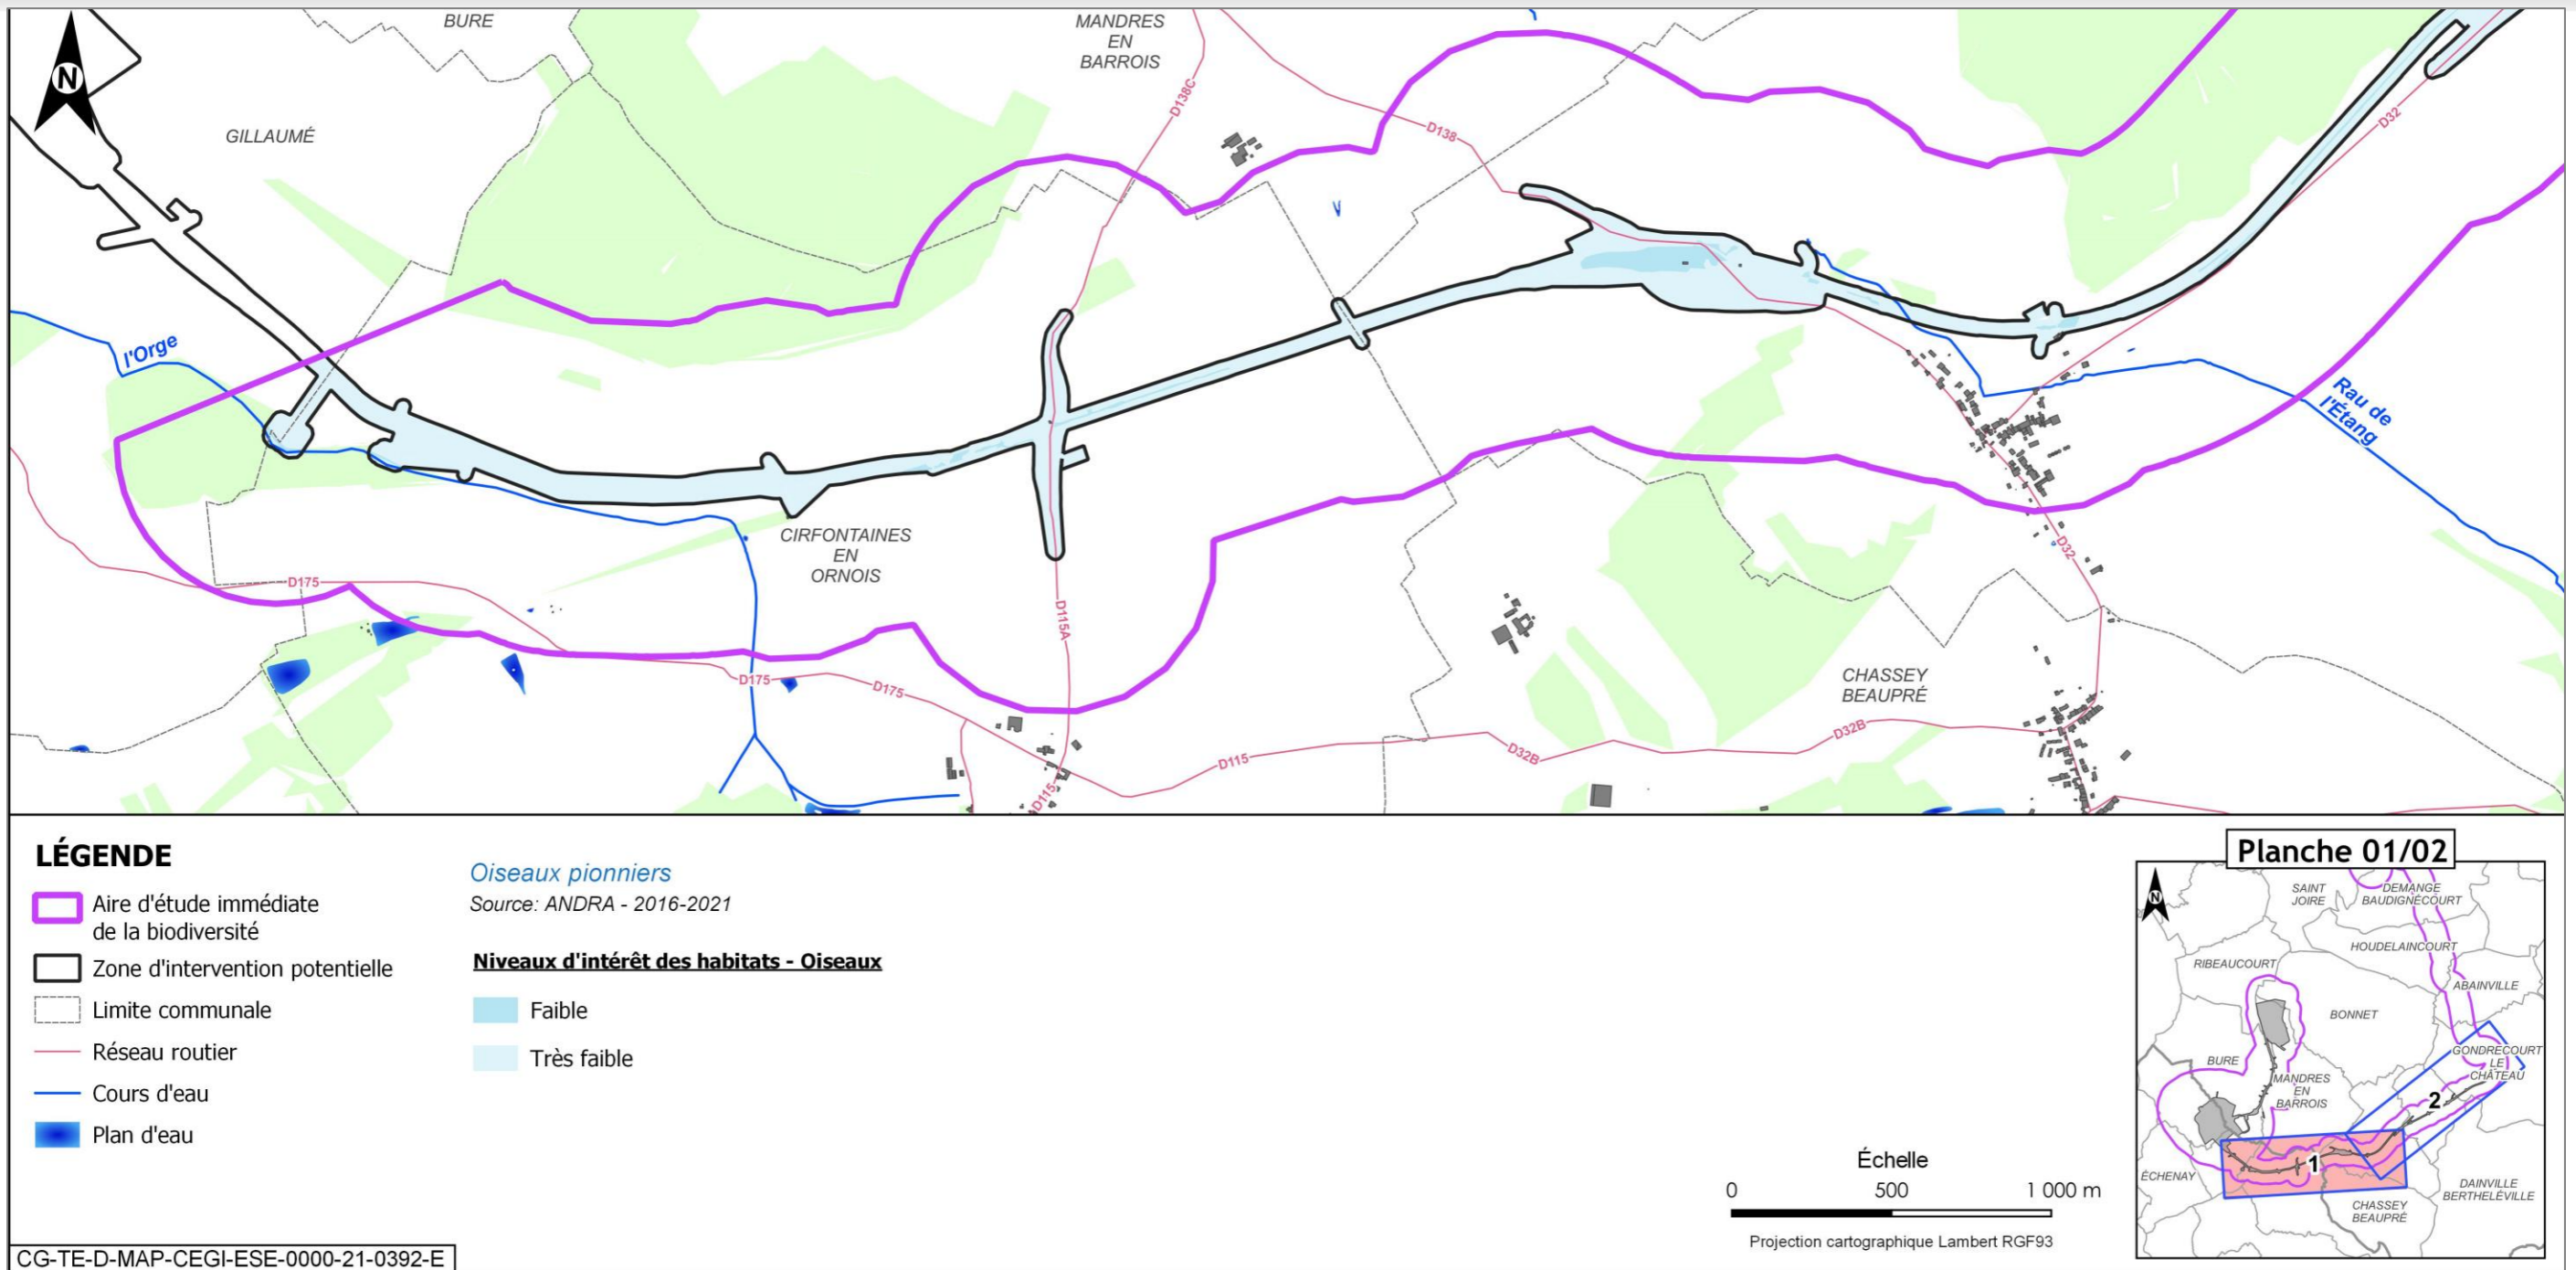 BURE
MANDRES
EN
BARROIS
N
GILLAUMÉ
D138C
D138
D32
l'Orge
Rau de
l'Étang
CIRFONTAINES
EN
ORNOIS
D175
D115A
D32
D175
D175
CHASSEY
BEAUPRÉ
D115
D32B
D32B
D115
LÉGENDE
Aire d'étude immédiate
de la biodiversité
Zone d'intervention potentielle
Limite communale
Réseau routier
Cours d'eau
Plan d'eau
Oiseaux pionniers
Source: ANDRA - 2016-2021
Niveaux d'intérêt des habitats - Oiseaux
Faible
Très faible
Échelle
0 500 1 000 m
Projection cartographique Lambert RGF93
Planche 01/02
N
SAINT
JOIRE
DEMANGE
BAUDIGNÉCOURT
HOUDELAINCOURT
RIBEAUCOURT
ABAINVILLE
BONNET
GONDRECOURT
LE
CHÂTEAU
BURE
MANDRES
EN
BARROIS
2
1
ÉCHENAY
DAINVILLE
BERTHELÉVILLE
CHASSEY
BEAUPRÉ
CG-TE-D-MAP-CEGI-ESE-0000-21-0392-E